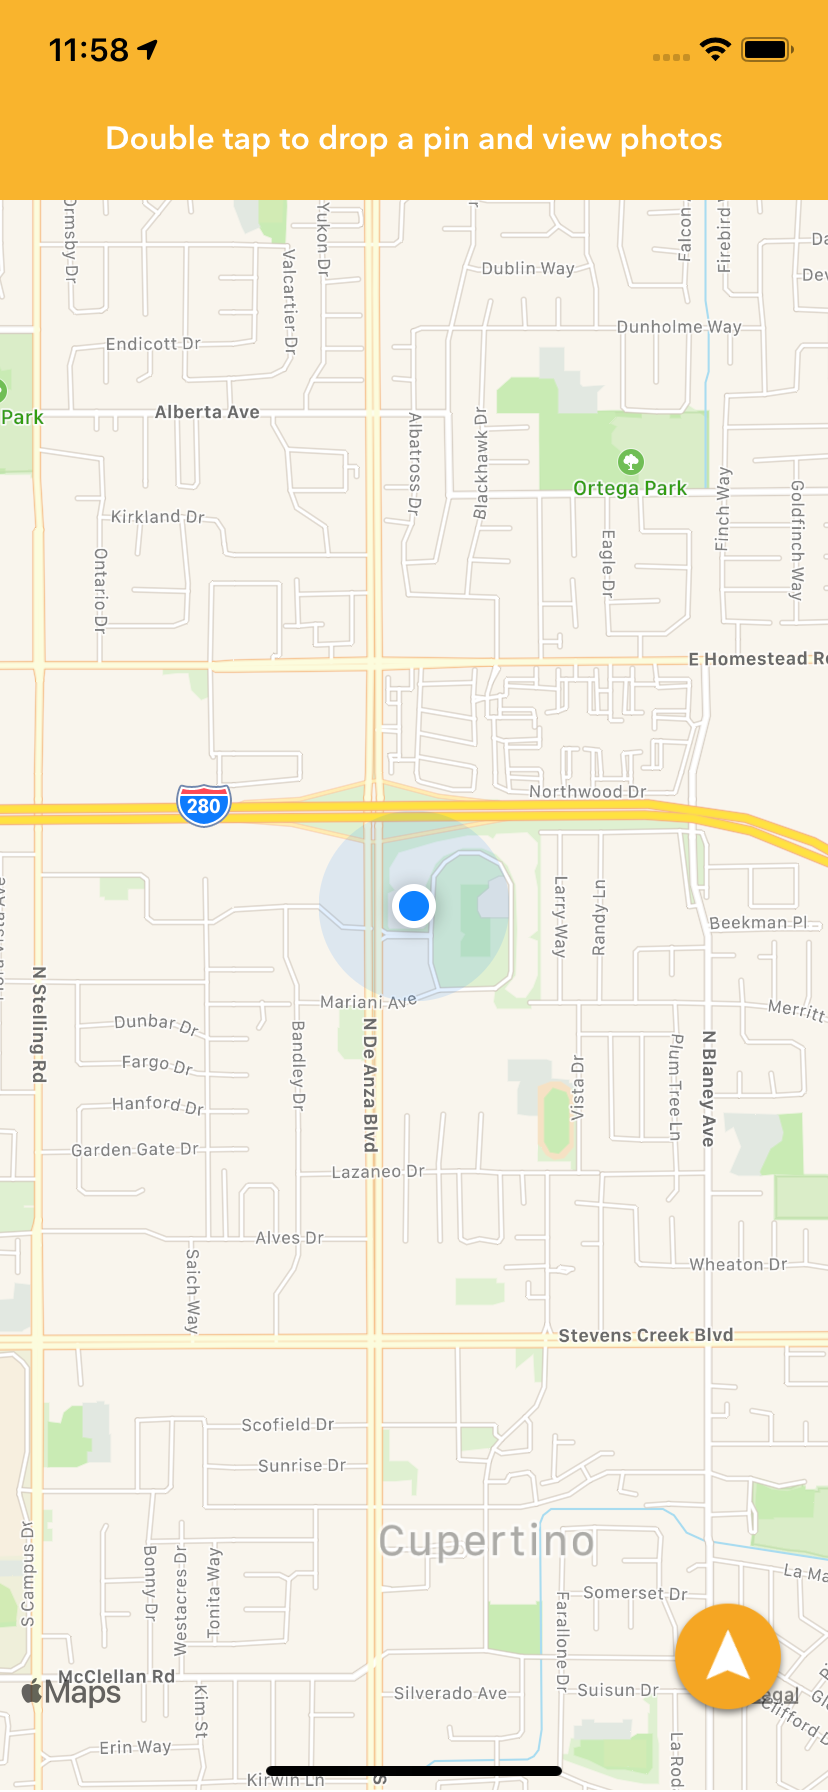 11:58
Double tap to drop a pin and view photos
Ormsby Dr
Yukon Dr
Valcartier Dr
Falcon
Firebird
Dublin Way
Dunholme Way
Endicott Dr
Park
Alberta Ave
Albatross Dr
Blackhawk Dr
Ortega Park
Finch Way
Goldfinch Way
Kirkland Dr
Ontario Dr
Eagle Dr
E Homestead R
280
Northwood Dr
Larry Way
Randy Ln
Beekman Pl
N Stelling Rd
Mariani Ave
Merritt
Dunbar Dr
Bandley Dr
N De Anza Blvd
Fargo Dr
Vista Dr
Plum Tree Ln
N Blaney Ave
Hanford Dr
Garden Gate Dr
Lazaneo Dr
Alves Dr
Saich Way
Wheaton Dr
Stevens Creek Blvd
Scofield Dr
Sunrise Dr
Cupertino
S Campus Dr
Bonny Dr
Westacres Dr
Tonita Way
La Ma
Farallone Dr
Somerset Dr
McClellan Rd
Maps
Kim St
Silverado Ave
Suisun Dr
egal
Clifford D
Erin Way
La Rod
Kirwin Ln
S